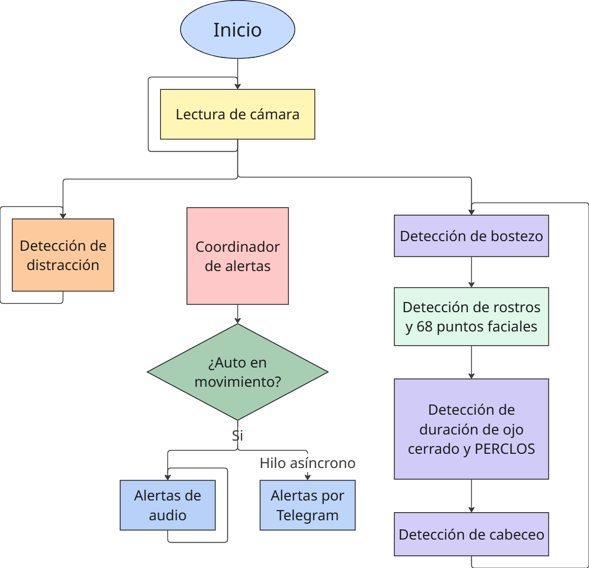 Inicio
Lectura de cámara
Detección de
distracción
Coordinador
de alertas
Detección de bostezo
Detección de rostros
y 68 puntos faciales
¿Auto en
movimiento?
Detección de
duración de ojo
cerrado y PERCLOS
Si
Hilo asíncrono
Alertas de
audio
Alertas por
Telegram
Detección de cabeceo